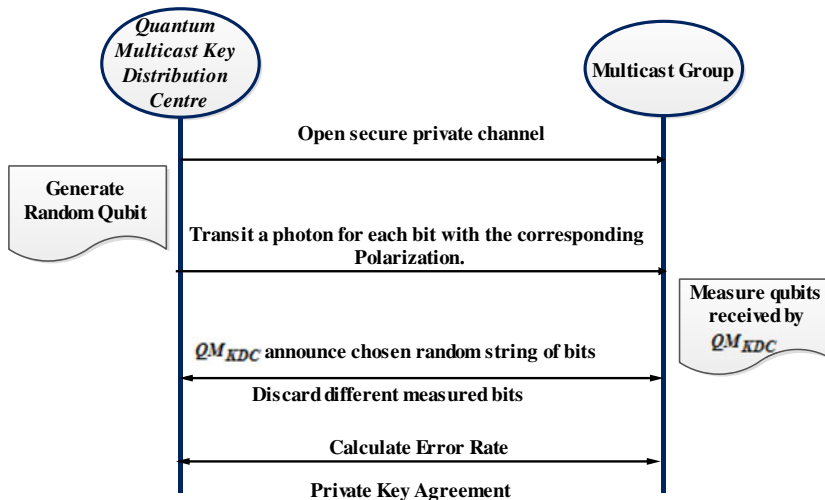 Quantum
Multicast Key
Distribution
Centre
Multicast Group
Open secure private channel
Generate
Random Qubit
Transit a photon for each bit with the corresponding
Polarization.
Measure qubits
received by
QM_KDC
QM_KDC announce chosen random string of bits
Discard different measured bits
Calculate Error Rate
Private Key Agreement